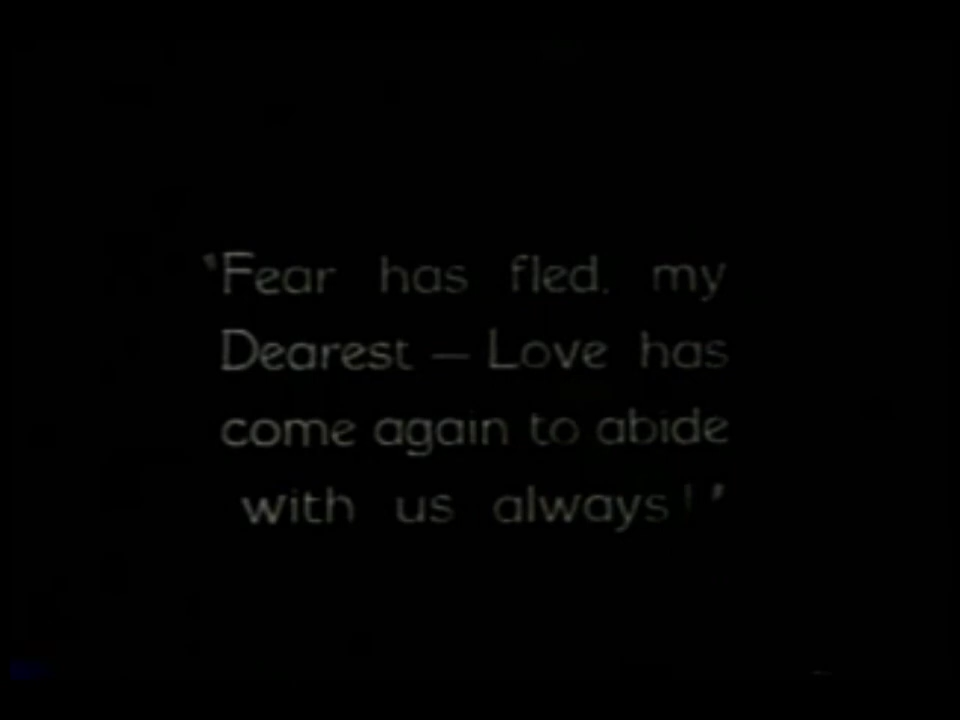 "Fear has fled, my
Dearest — Love has
come again to abide
with us always!"